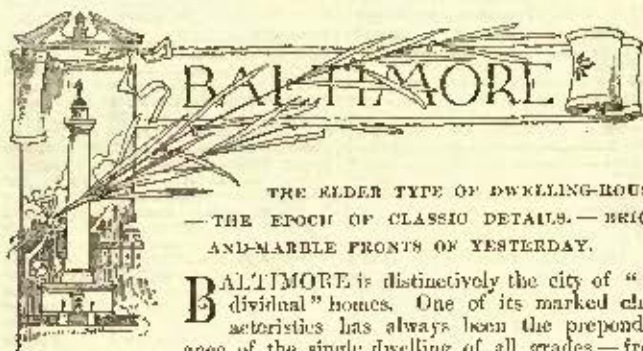 BALTIMORE
THE ELDER TYPE OF DWELLING-HOUS
— THE EPOCH OF CLASSIC DETAILS. — BRIC
AND-MARBLE FRONTS OF YESTERDAY.
BALTIMORE is distinctively the city of "
dividual" homes. One of its marked ch
acteristics has always been the prepond
ance of the single dwelling of all grades — fro